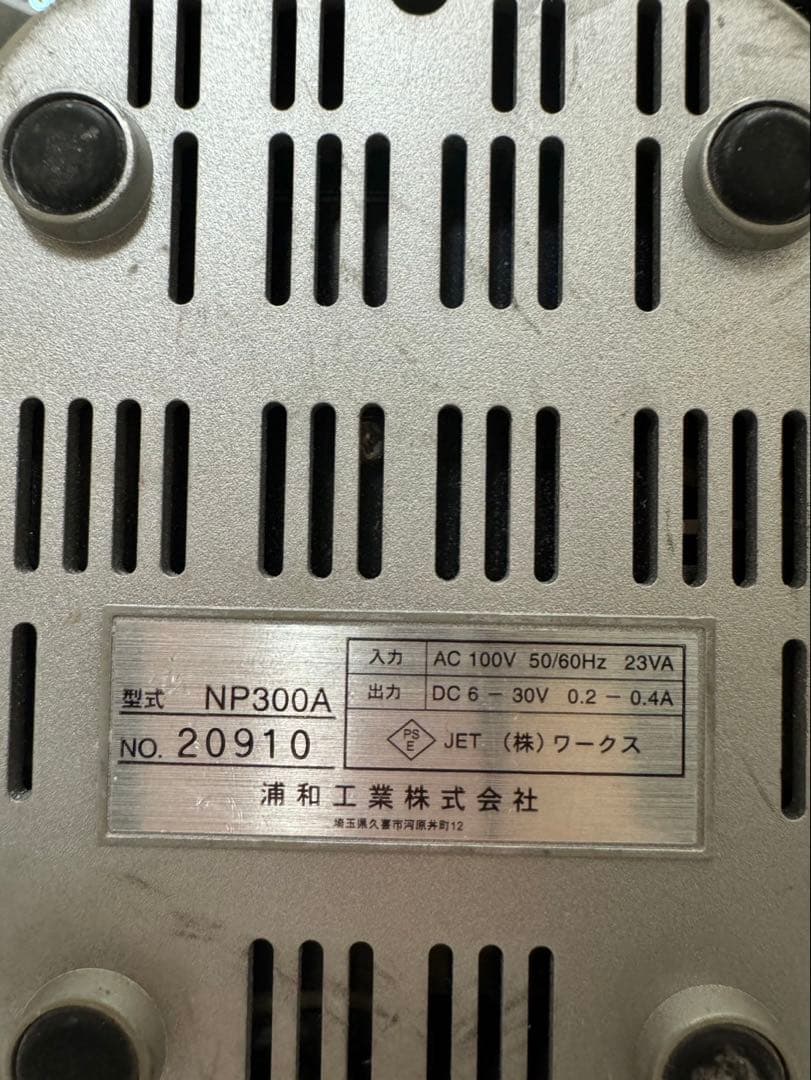 型式 NP300A
NO. 20910
入力 AC 100V 50/60Hz 23VA
出力 DC 6 - 30V 0.2 - 0.4A
PS
E
JET (株) ワークス
浦和工業株式会社
埼玉県久喜市河原井町12